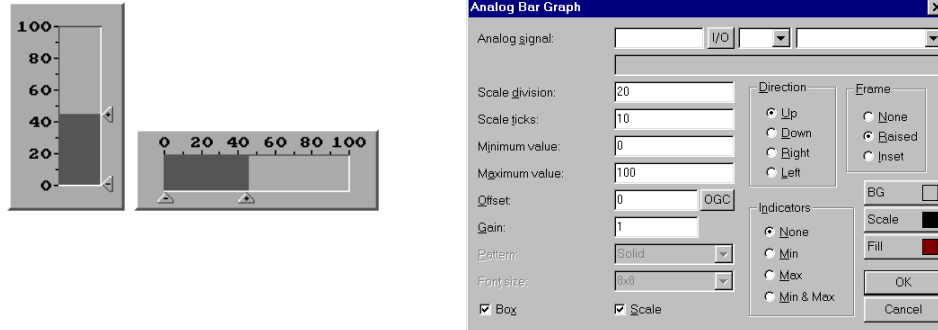 100
80
60
40
20
0
0 20 40 60 80 100
Analog Bar Graph
Analog signal: I/O
Scale division: 20
Scale ticks: 10
Minimum value: 0
Maximum value: 100
Offset: 0 OGC
Gain: 1
Pattern: Solid
Font size: 8x8
Box Scale
Direction
Up
Down
Right
Left
Indicators
None
Min
Max
Min & Max
Frame
None
Raised
Inset
BG
Scale
Fill
OK
Cancel